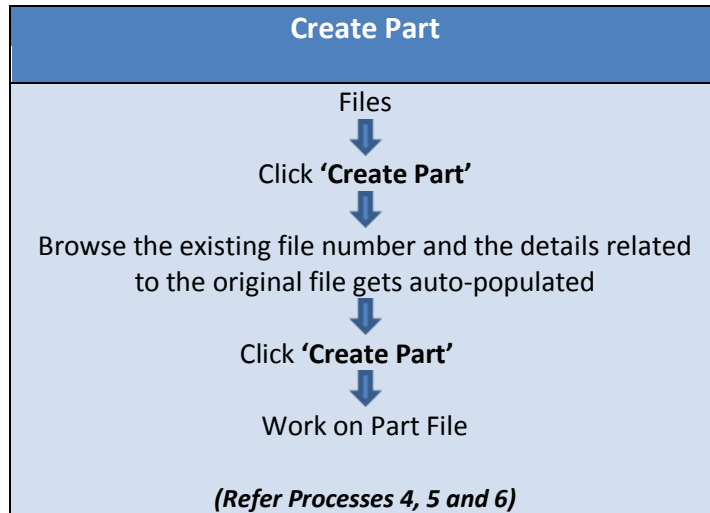 Create Part
Files
Click ‘Create Part’
Browse the existing file number and the details related
to the original file gets auto-populated
Click ‘Create Part’
Work on Part File
(Refer Processes 4, 5 and 6)